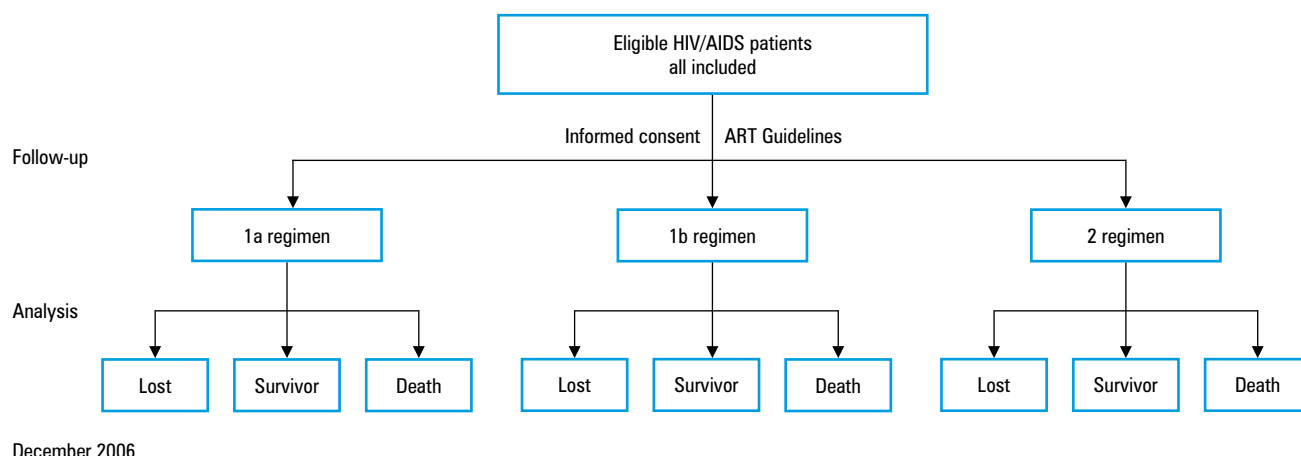 Eligible HIV/AIDS patients
all included
Informed consent ART Guidelines
Follow-up
1a regimen 1b regimen 2 regimen
Analysis
Lost Survivor Death Lost Survivor Death Lost Survivor Death
December 2006